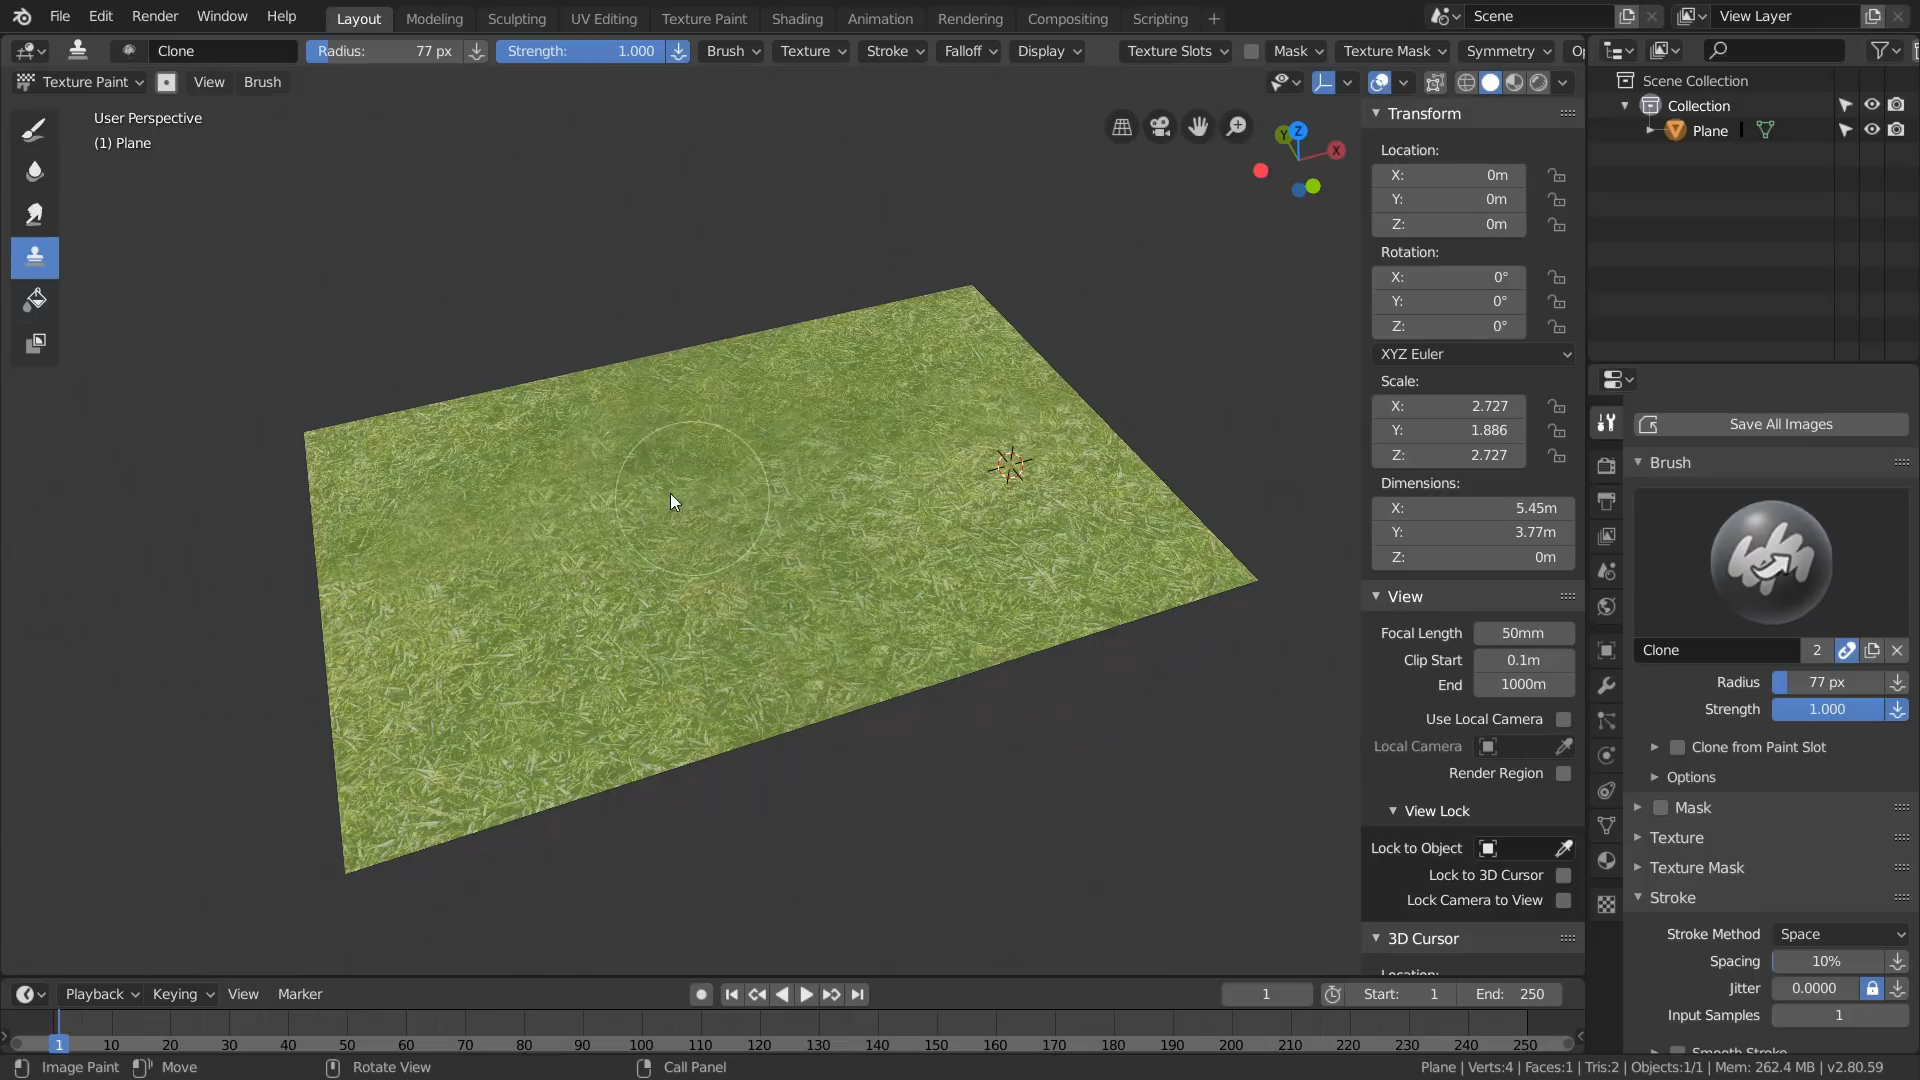 File Edit Render Window Help Layout Modeling Sculpting UV Editing Texture Paint Shading Animation Rendering Compositing Scripting + Scene View Layer
Clone Radius: 77 px Strength: 1.000 Brush Texture Stroke Falloff Display Texture Slots Mask Texture Mask Symmetry Op
Texture Paint View Brush
User Perspective
(1) Plane
Z
Y
X
Transform
Location:
X: 0m
Y: 0m
Z: 0m
Rotation:
X: 0°
Y: 0°
Z: 0°
XYZ Euler
Scale:
X: 2.727
Y: 1.886
Z: 2.727
Dimensions:
X: 5.45m
Y: 3.77m
Z: 0m
View
Focal Length 50mm
Clip Start 0.1m
End 1000m
Use Local Camera
Local Camera
Render Region
View Lock
Lock to Object
Lock to 3D Cursor
Lock Camera to View
3D Cursor
Location:
Scene Collection
Collection
Plane
Save All Images
Brush
Clone 2
Radius 77 px
Strength 1.000
Clone from Paint Slot
Options
Mask
Texture
Texture Mask
Stroke
Stroke Method Space
Spacing 10%
Jitter 0.0000
Input Samples 1
Smooth Stroke
Playback Keying View Marker 1 Start: 1 End: 250
1 10 20 30 40 50 60 70 80 90 100 110 120 130 140 150 160 170 180 190 200 210 220 230 240 250
Image Paint Move Rotate View Call Panel Plane | Verts:4 | Faces:1 | Tris:2 | Objects:1/1 | Mem: 262.4 MB | v2.80.59